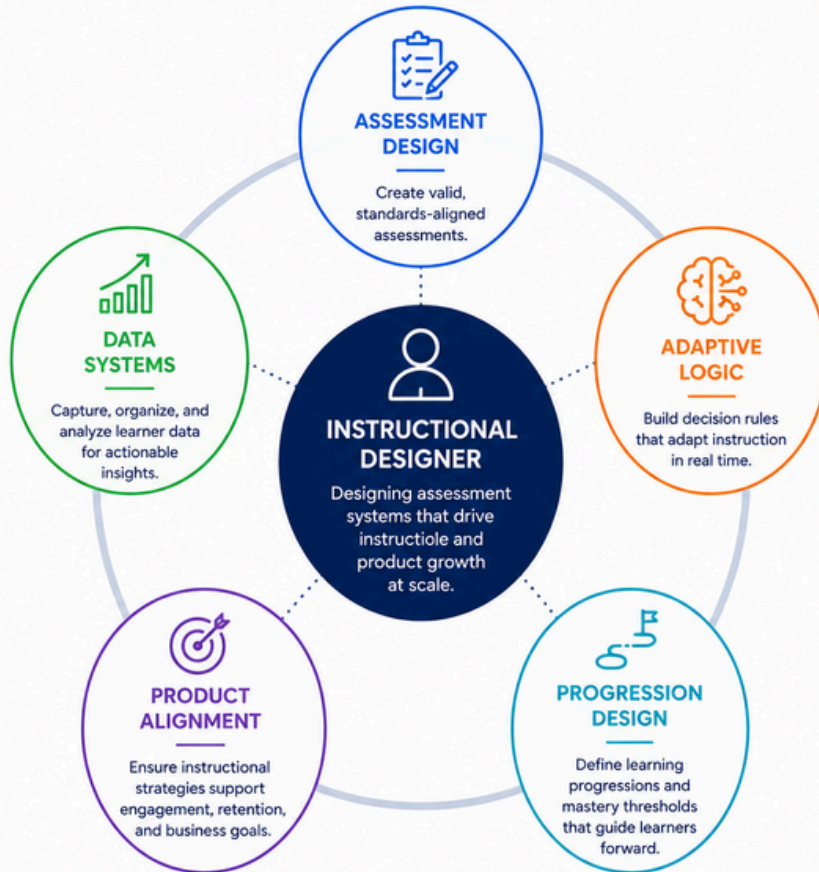 ASSESSMENT
DESIGN
Create valid,
standards-aligned
assessments.
DATA
SYSTEMS
Capture, organize, and
analyze learner data
for actionable
insights.
ADAPTIVE
LOGIC
Build decision rules
that adapt instruction
in real time.
INSTRUCTIONAL
DESIGNER
Designing assessment
systems that drive
instructiole and
product growth
at scale.
PRODUCT
ALIGNMENT
Ensure instructional
strategies support
engagement, retention,
and business goals.
PROGRESSION
DESIGN
Define learning
progressions and
mastery thresholds
that guide learners
forward.